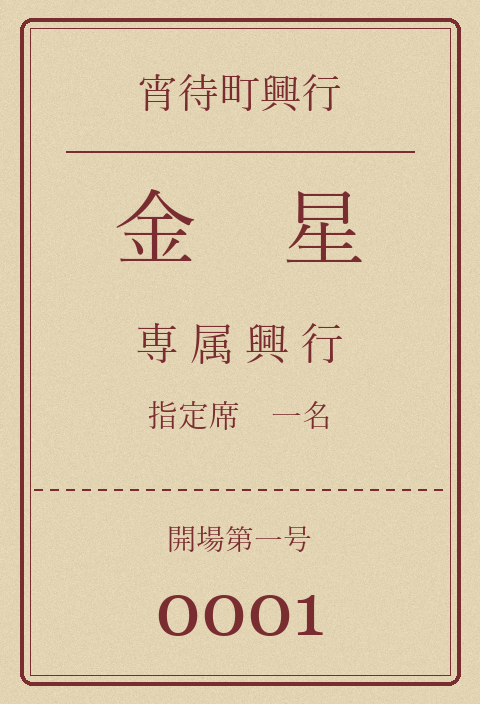 宵待町興行
金　星
専属興行
指定席　一名
開場第一号
0001